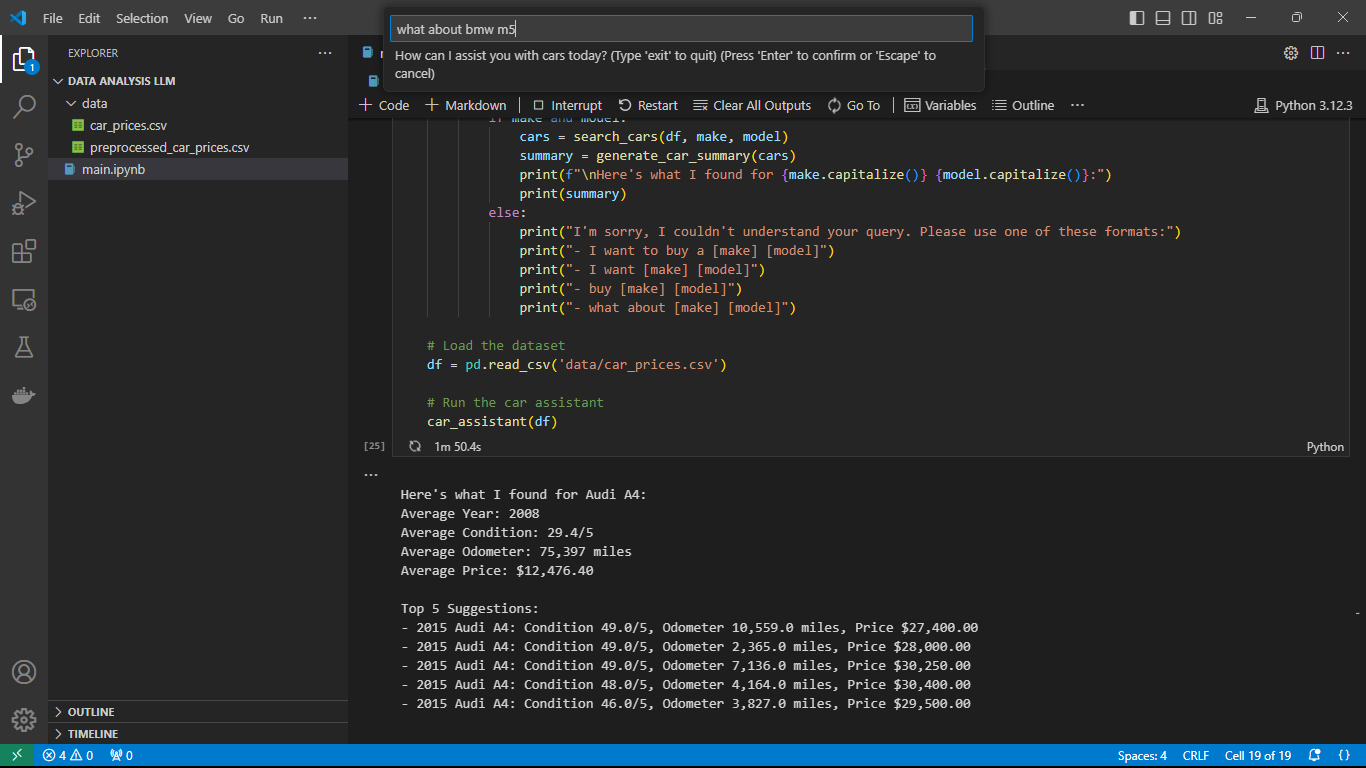 File Edit Selection View Go Run ···
what about bmw m5
How can I assist you with cars today? (Type 'exit' to quit) (Press 'Enter' to confirm or 'Escape' to
cancel)
EXPLORER ···
1
DATA ANALYSIS LLM
data
car_prices.csv
preprocessed_car_prices.csv
main.ipynb
OUTLINE
TIMELINE
+ Code + Markdown Interrupt Restart Clear All Outputs Go To Variables Outline ··· Python 3.12.3
if make and model:
cars = search_cars(df, make, model)
summary = generate_car_summary(cars)
print(f"\nHere's what I found for {make.capitalize()} {model.capitalize()}:")
print(summary)
else:
print("I'm sorry, I couldn't understand your query. Please use one of these formats:")
print("- I want to buy a [make] [model]")
print("- I want [make] [model]")
print("- buy [make] [model]")
print("- what about [make] [model]")
# Load the dataset
df = pd.read_csv('data/car_prices.csv')
# Run the car assistant
car_assistant(df)
[25] 1m 50.4s Python
···
Here's what I found for Audi A4:
Average Year: 2008
Average Condition: 29.4/5
Average Odometer: 75,397 miles
Average Price: $12,476.40
Top 5 Suggestions:
- 2015 Audi A4: Condition 49.0/5, Odometer 10,559.0 miles, Price $27,400.00
- 2015 Audi A4: Condition 49.0/5, Odometer 2,365.0 miles, Price $28,000.00
- 2015 Audi A4: Condition 49.0/5, Odometer 7,136.0 miles, Price $30,250.00
- 2015 Audi A4: Condition 48.0/5, Odometer 4,164.0 miles, Price $30,400.00
- 2015 Audi A4: Condition 46.0/5, Odometer 3,827.0 miles, Price $29,500.00
4 0 0 Spaces: 4 CRLF Cell 19 of 19 {}